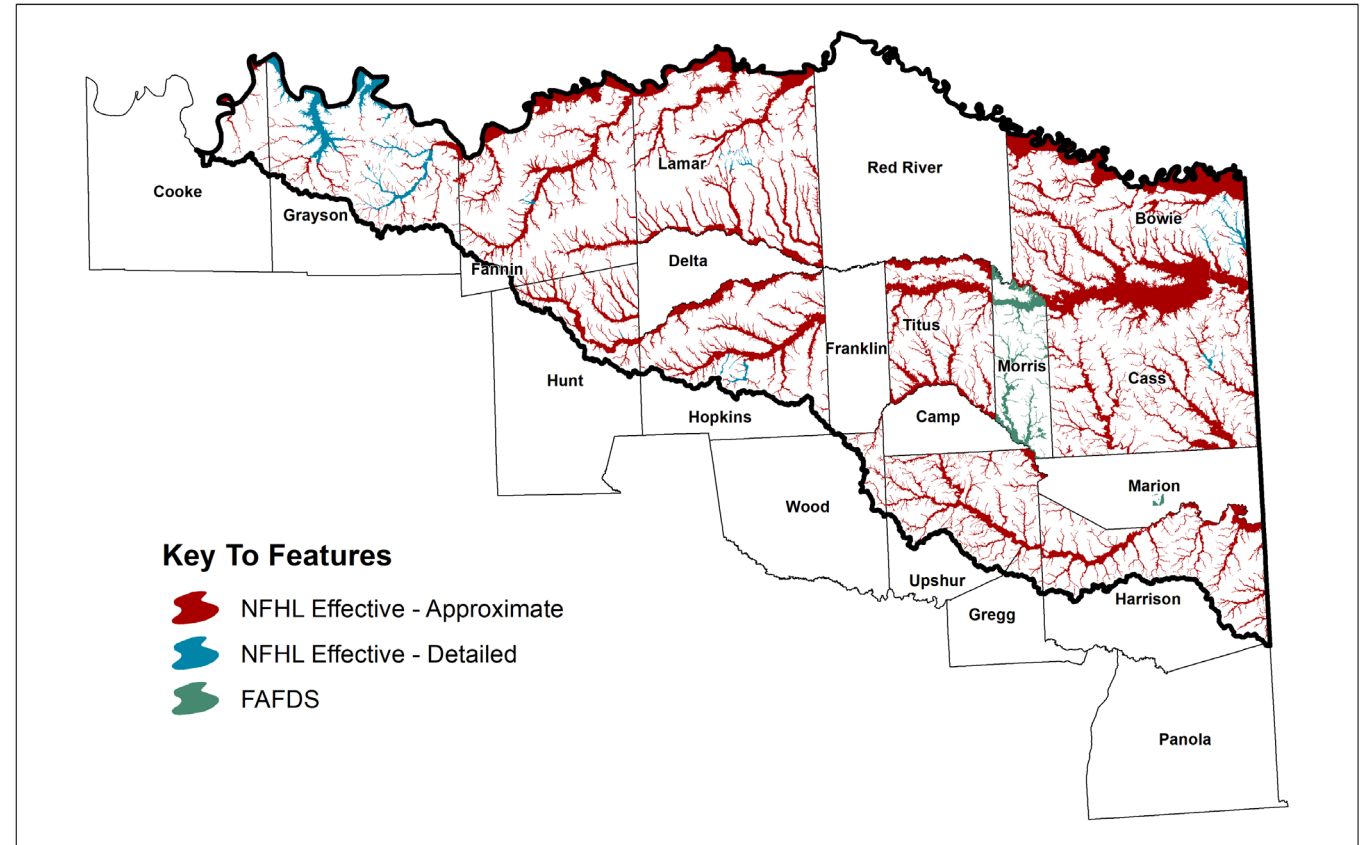 Red River
Lamar
Cooke
Bowie
Grayson
Delta
Fannin
Titus
Franklin
Morris
Hunt
Cass
Hopkins
Camp
Marion
Wood
Key To Features
Upshur
Harrison
NFHL Effective - Approximate
Gregg
NFHL Effective - Detailed
FAFDS
Panola